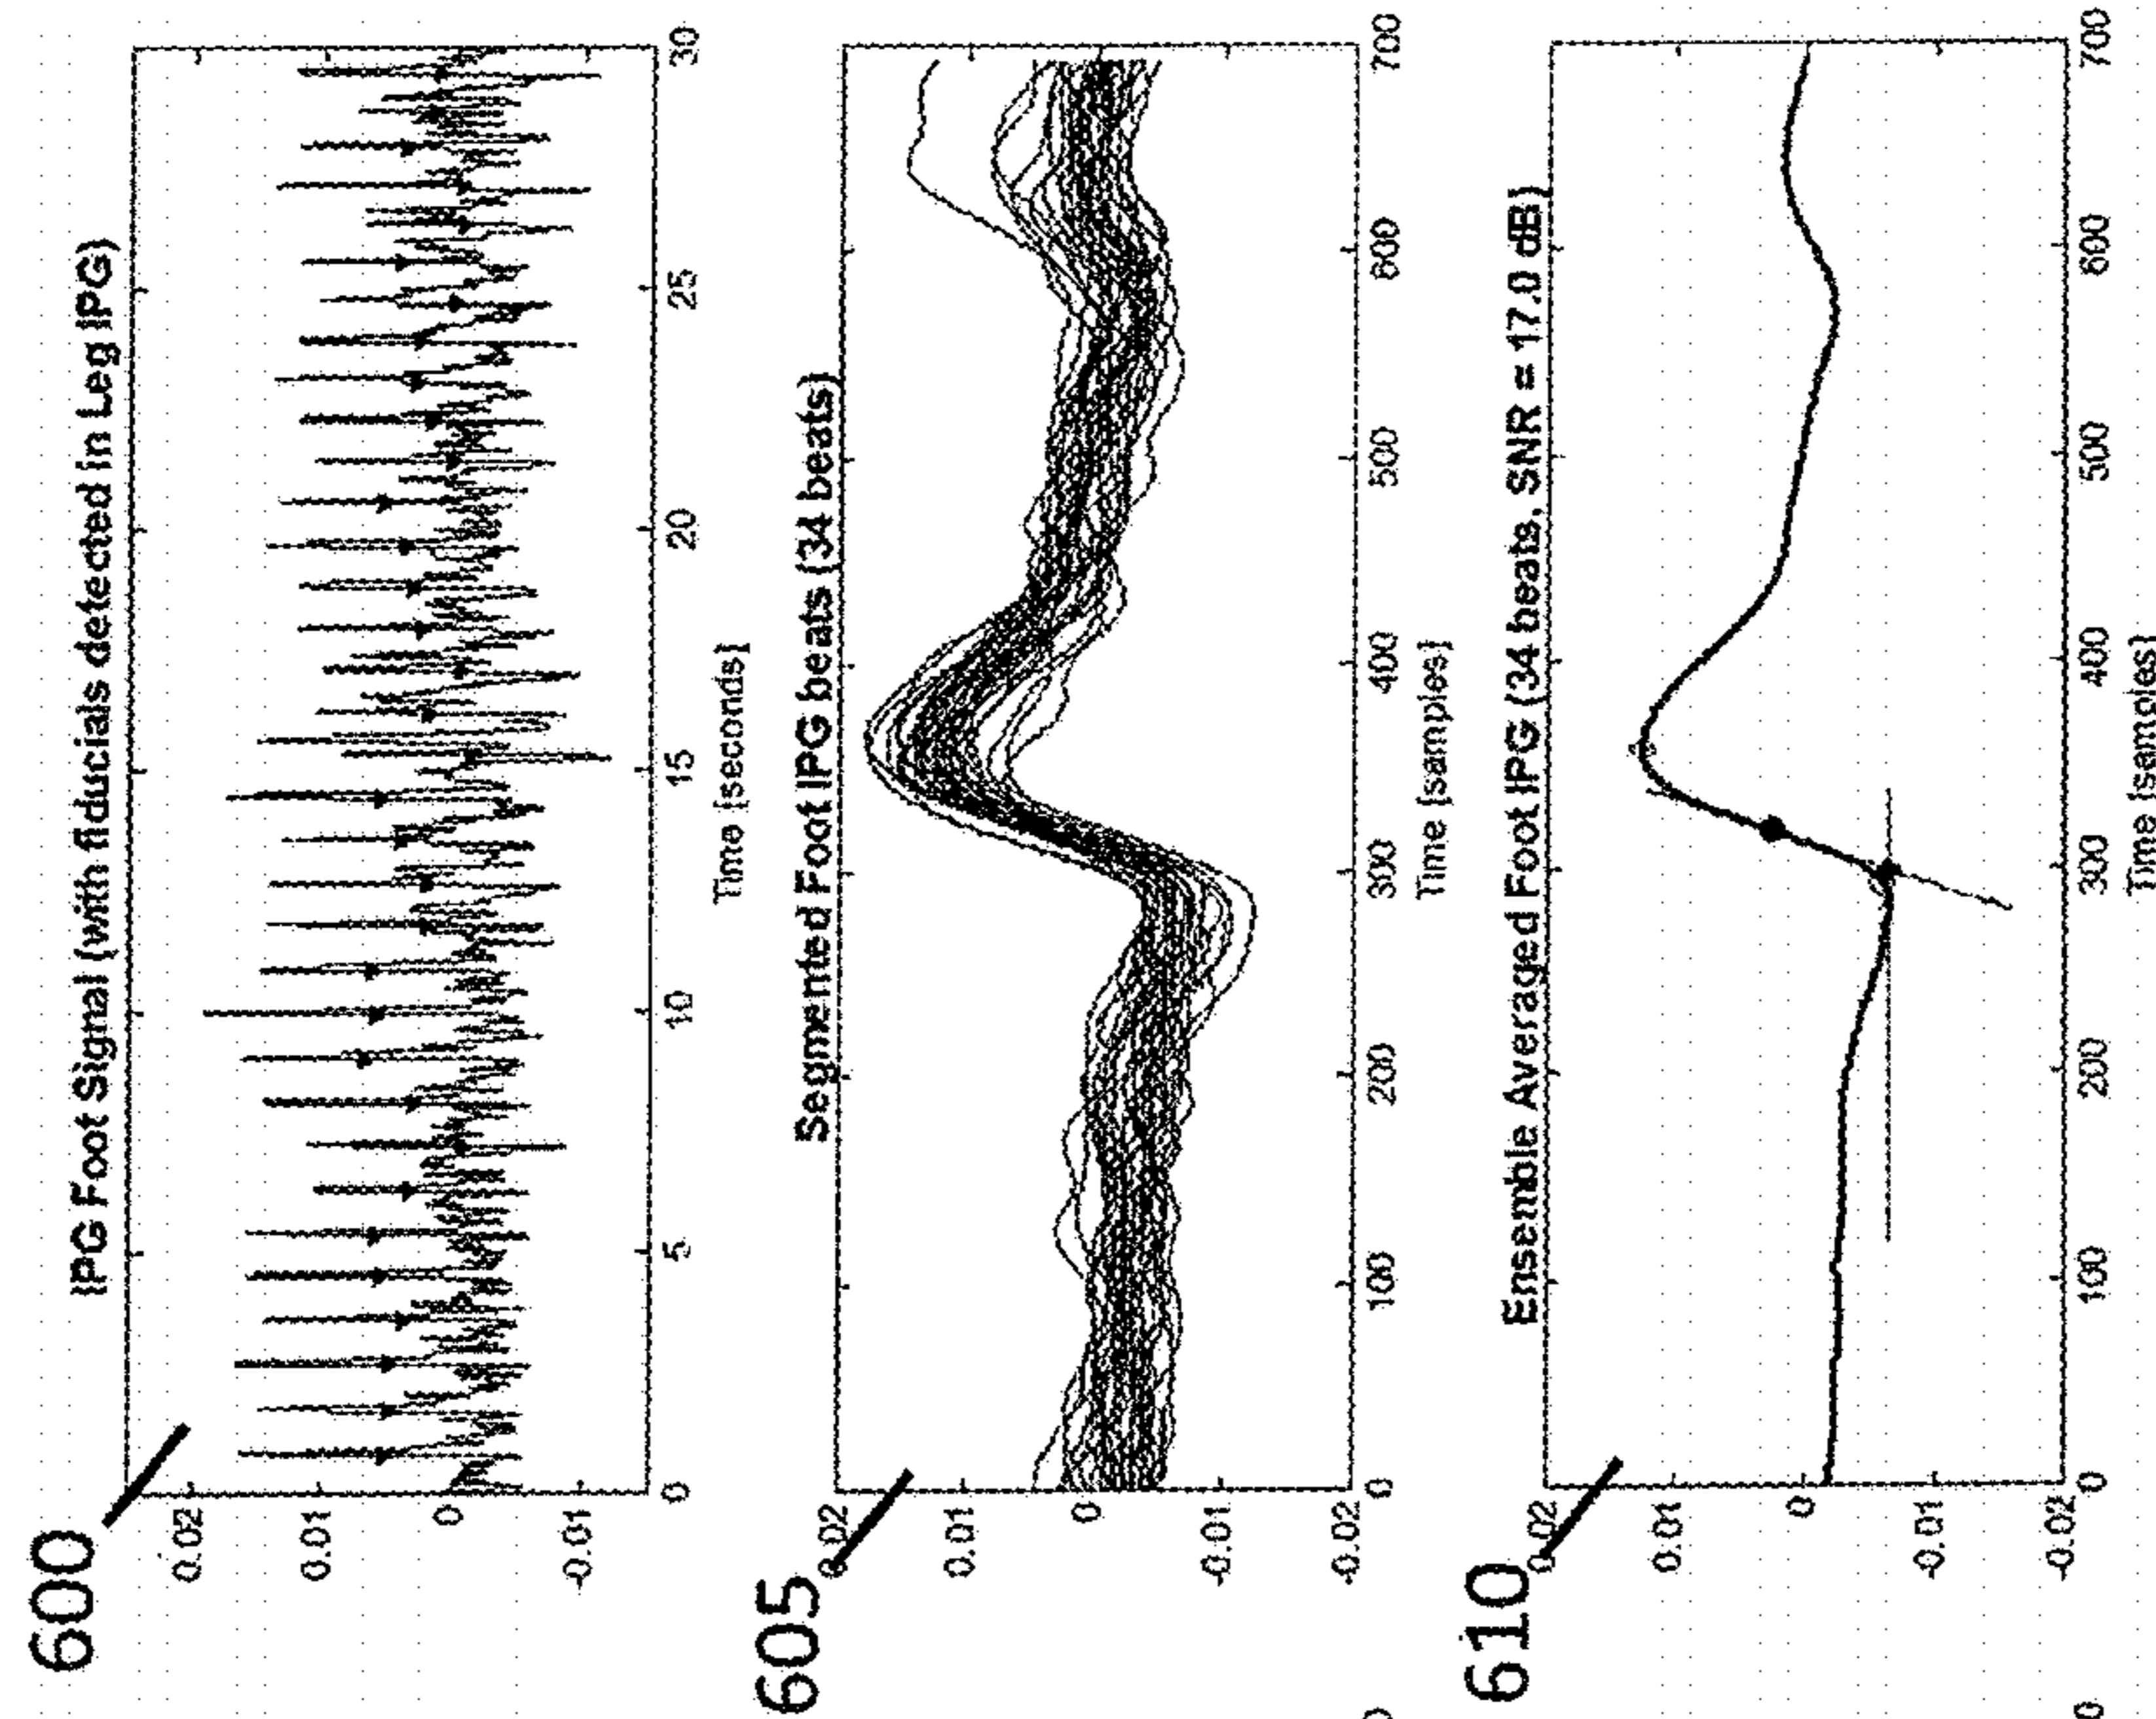 600
IPG Foot Signal (with fiducials detected in Leg IPG)
0.02
0.01
0
-0.01
0 5 10 15 20 25 30
Time [seconds]
605
Segmented Foot IPG beats (34 beats)
0.02
0.01
0
-0.01
-0.02
0 100 200 300 400 500 600 700
Time [samples]
610
Ensemble Averaged Foot IPG (34 beats, SNR = 17.0 dB)
0.02
0.01
0
-0.01
-0.02
0 100 200 300 400 500 600 700
Time [samples]